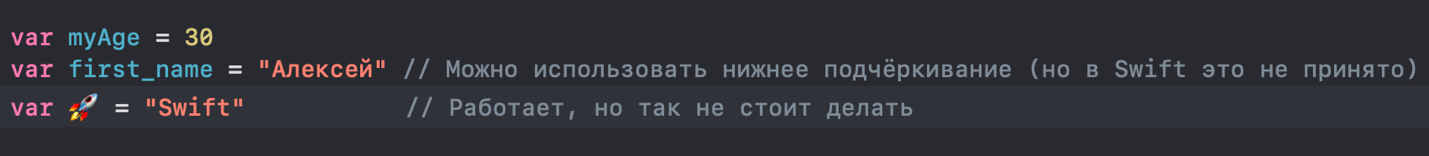 var myAge = 30
var first_name = "Алексей" // Можно использовать нижнее подчёркивание (но в Swift это не принято)
var 🚀 = "Swift" // Работает, но так не стоит делать